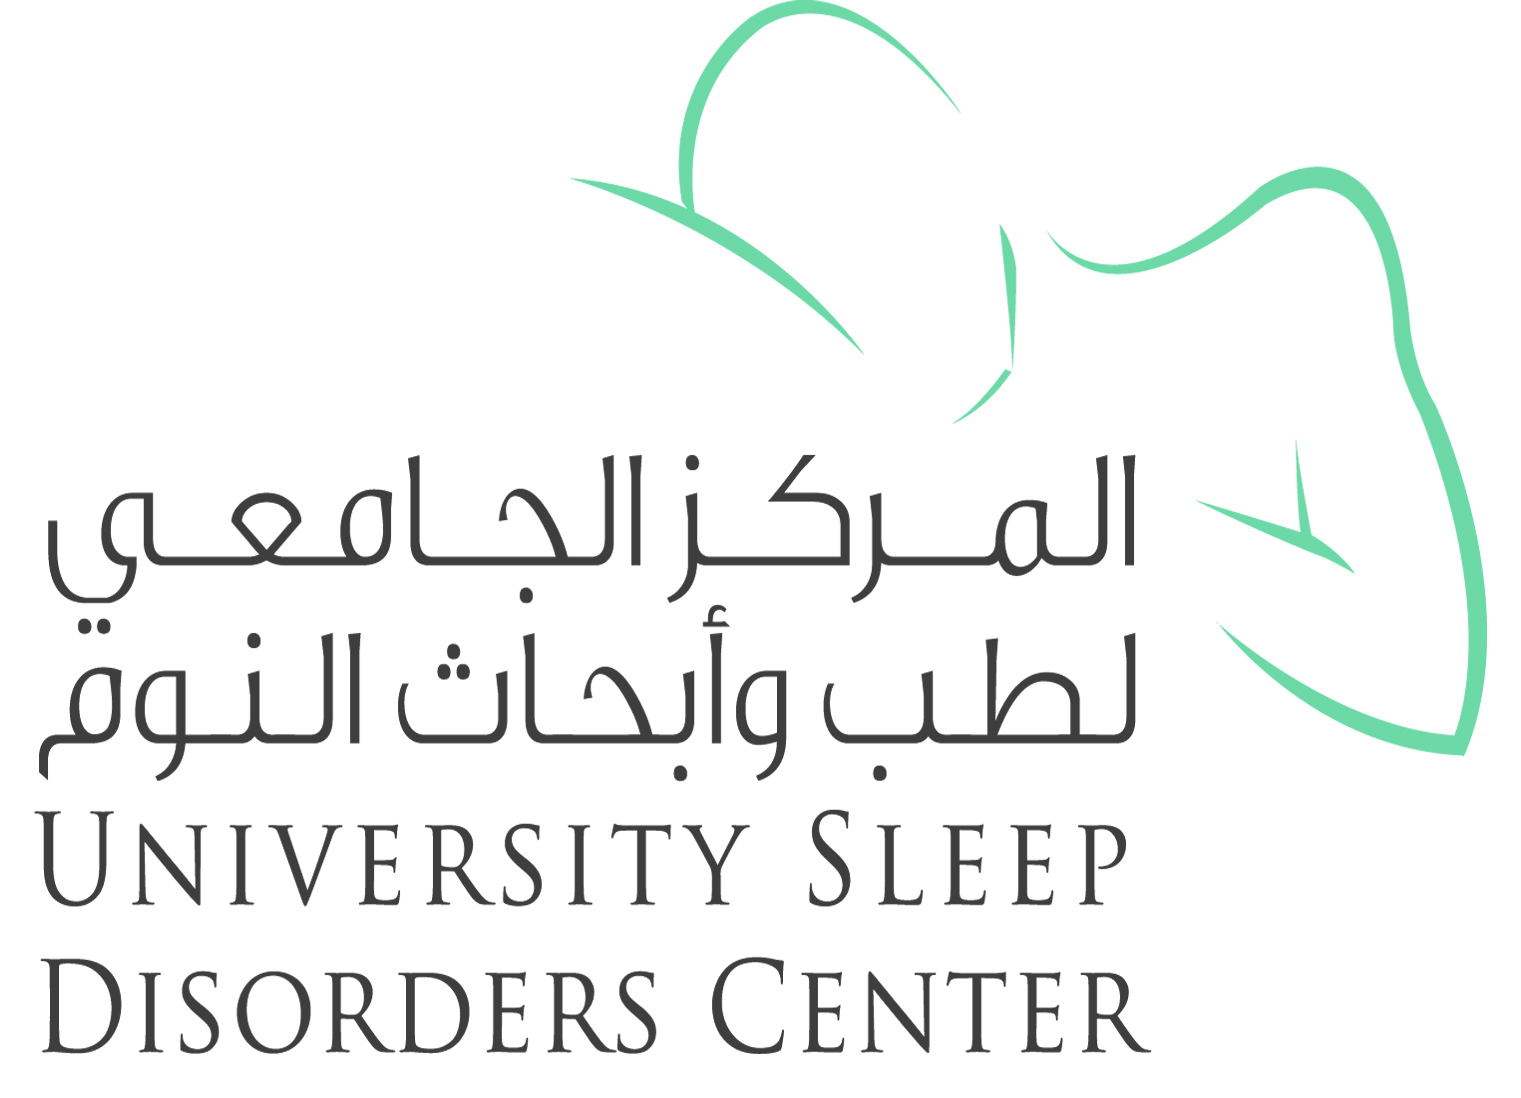 المركز الجامعي
لطب وأبحاث النوم
UNIVERSITY SLEEP
DISORDERS CENTER